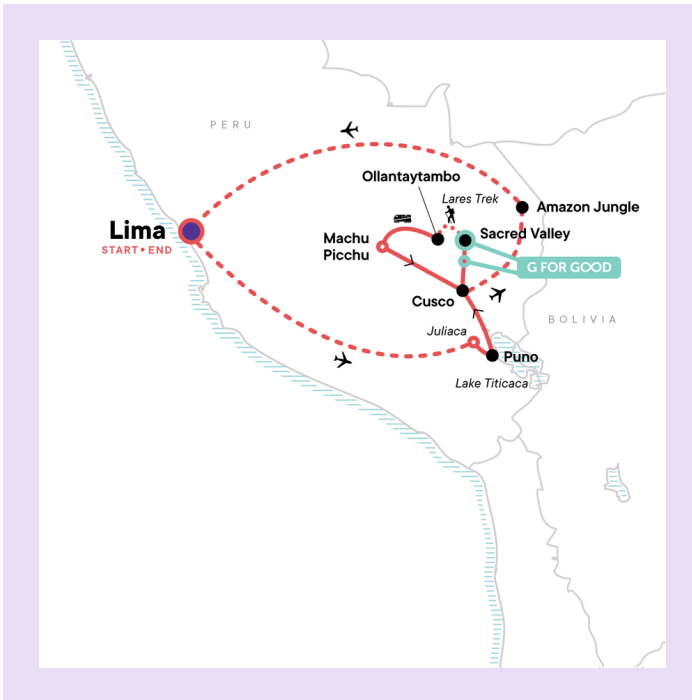 PERU
Ollantaytambo
Lares Trek
Amazon Jungle
Lima
START • END
Sacred Valley
Machu
Picchu
G FOR GOOD
Cusco
BOLIVIA
Juliaca
Puno
Lake Titicaca